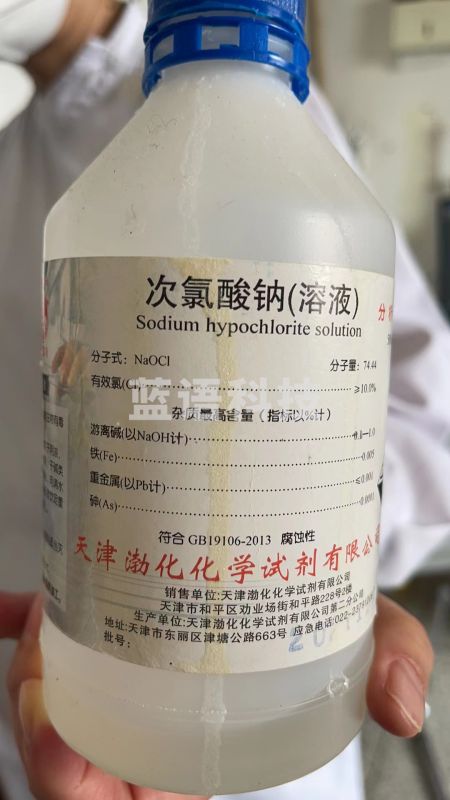 次氯酸钠(溶液)
Sodium hypochlorite solution
分子式：NaOCl
分子量：74.44
有效氯 ≥10.0%
杂质最高含量（指标以%计）
游离碱(以NaOH计) 0.1—1.0
铁(Fe) 0.005
重金属(以Pb计) ≤0.001
砷(As) 0.0001
符合 GB19106-2013 腐蚀性
天津渤化化学试剂有限公
销售单位:天津渤化化学试剂有限公司
天津市和平区劝业场街和平路228号2楼
生产单位:天津渤化化学试剂有限公司第二分公司
地址:天津市东丽区津塘公路663号 应急电话:022-
批号：
蓝谱科技